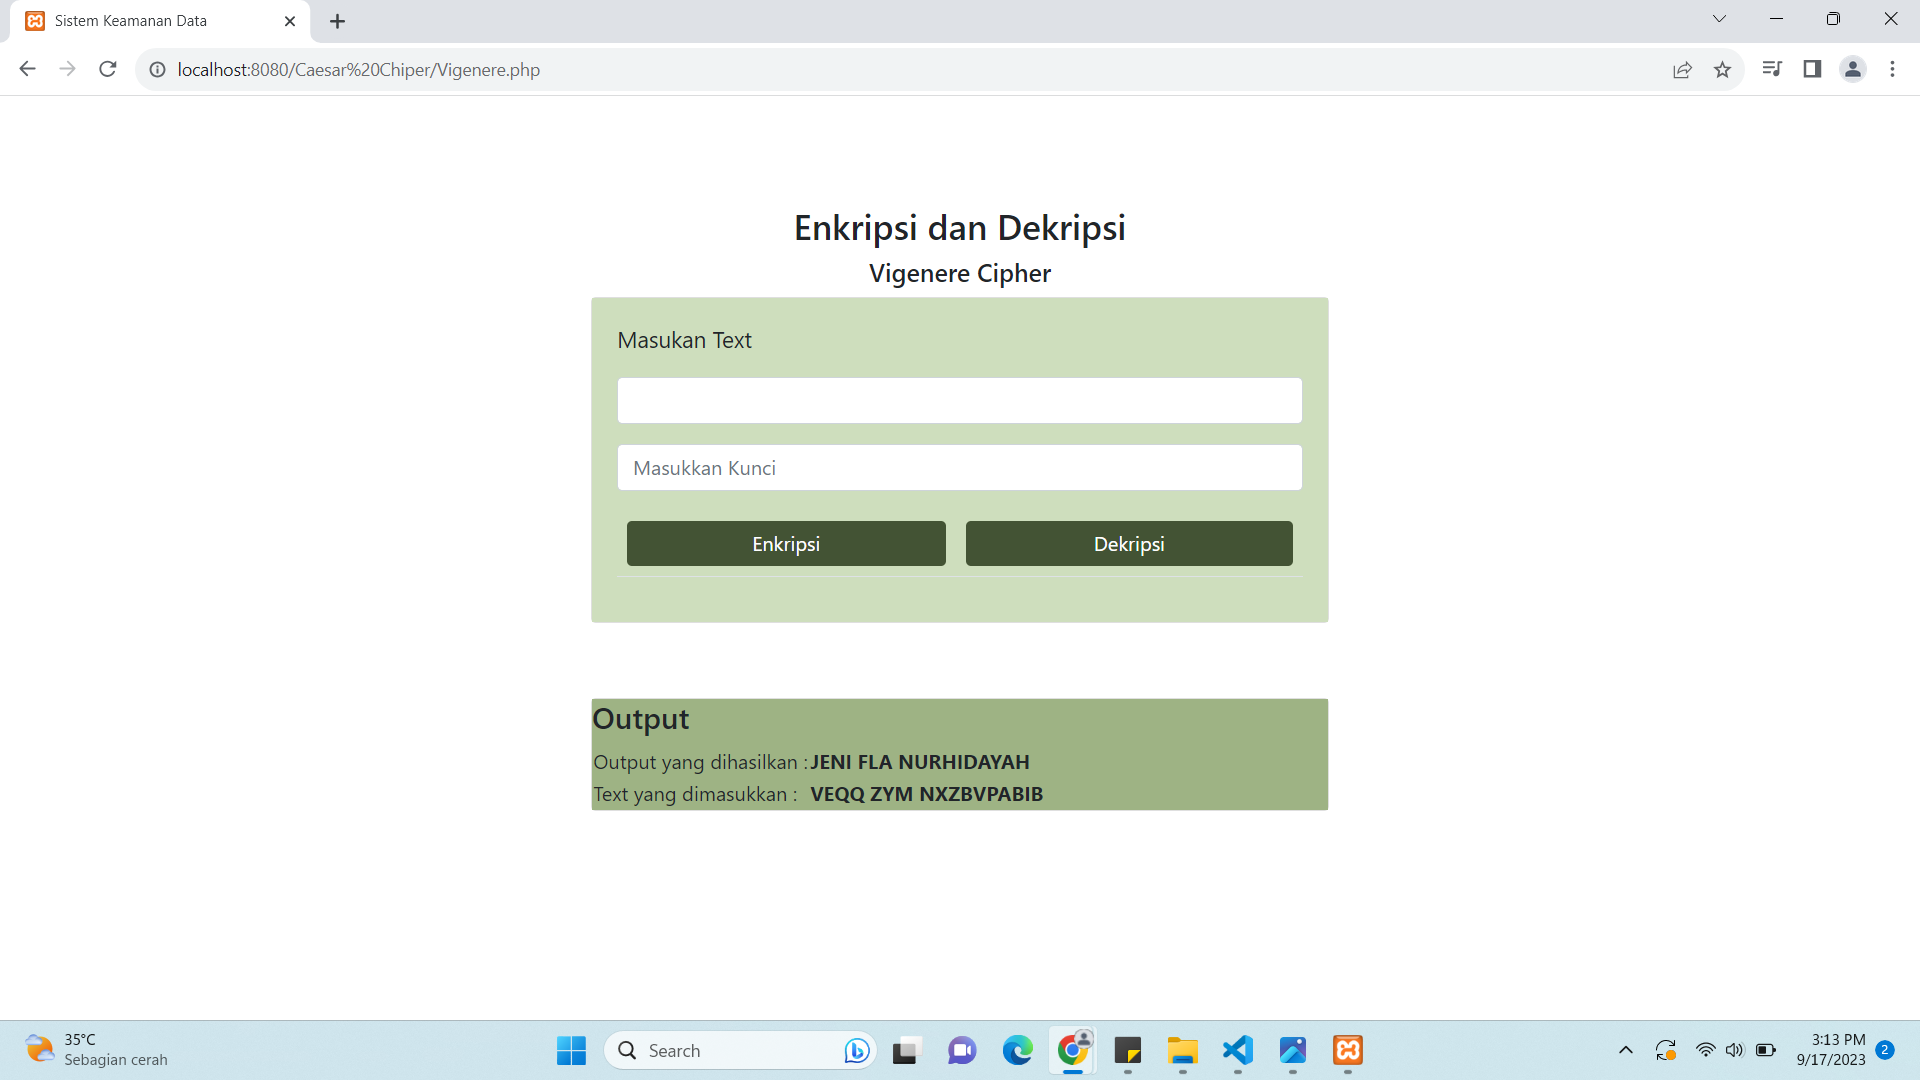 Sistem Keamanan Data
localhost:8080/Caesar%20Chiper/Vigenere.php
Enkripsi dan Dekripsi
Vigenere Cipher
Masukan Text
Masukkan Kunci
Enkripsi Dekripsi
Output
Output yang dihasilkan : JENI FLA NURHIDAYAH
Text yang dimasukkan : VEQQ ZYM NXZBVPABIB
35°C
Sebagian cerah
Search
3:13 PM
9/17/2023
2